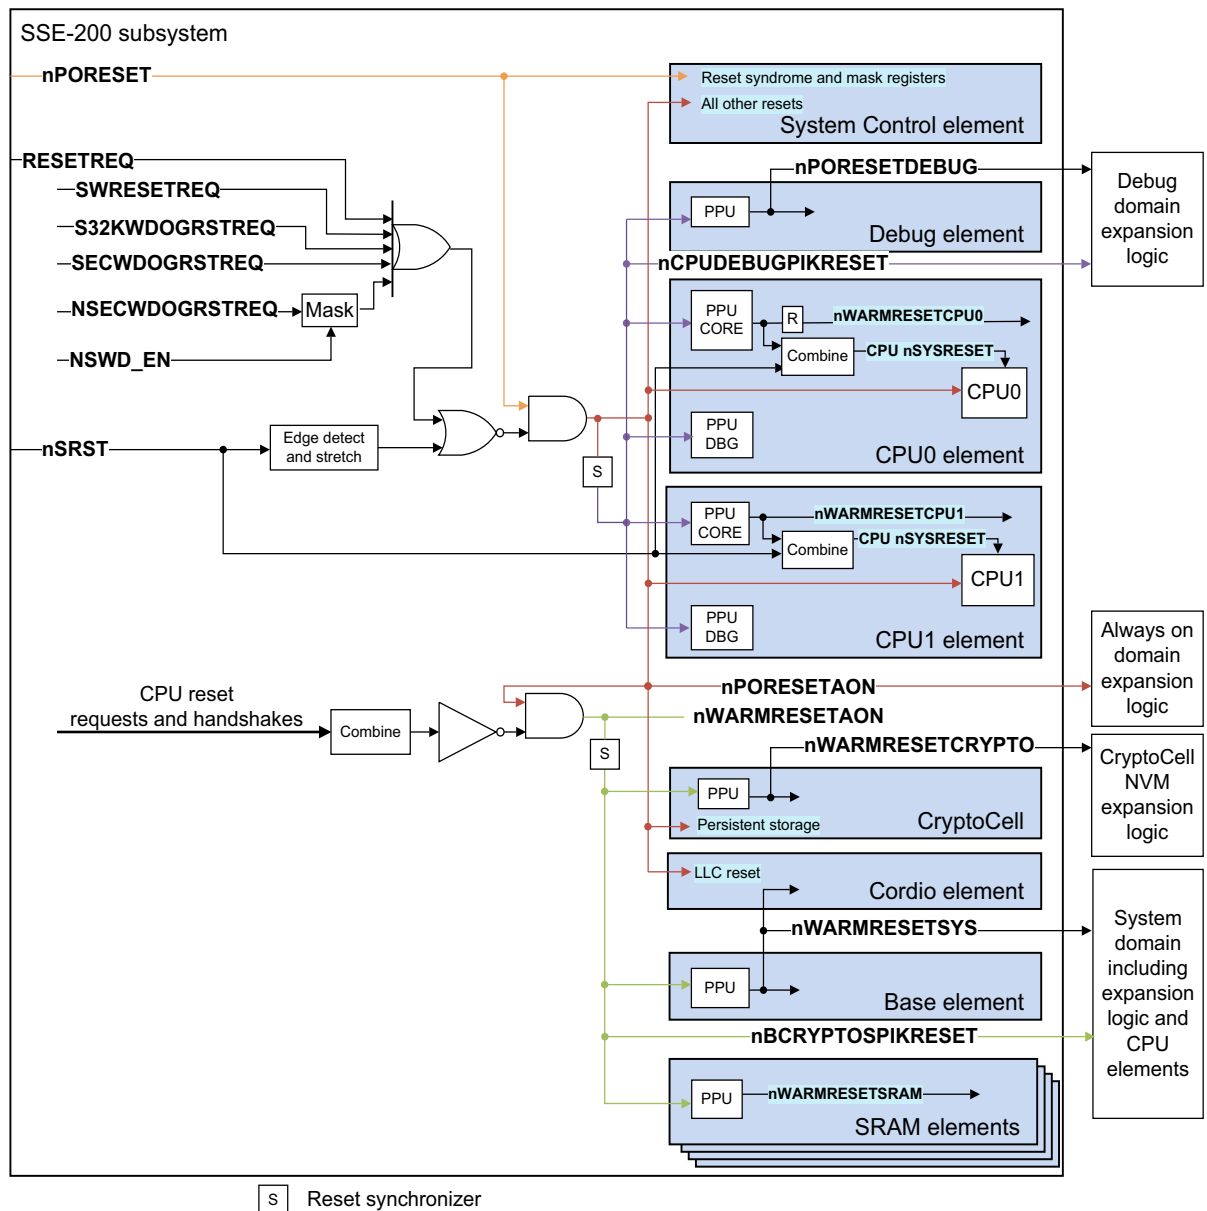 SSE-200 subsystem
nPORESET
Reset syndrome and mask registers
All other resets
System Control element
RESETREQ
SWRESETREQ
S32KWDOGRSTREQ
SECWDOGRSTREQ
NSECWDOGRSTREQ
Mask
NSWD_EN
nPORESETDEBUG
PPU
Debug element
Debug
domain
expansion
logic
nCPUDEBUGPIKRESET
PPU
CORE
R
nWARMRESETCPU0
Combine
CPU nSYSRESET
CPU0
PPU
DBG
CPU0 element
nSRST
Edge detect
and stretch
S
PPU
CORE
nWARMRESETCPU1
Combine
CPU nSYSRESET
CPU1
PPU
DBG
CPU1 element
CPU reset
requests and handshakes
Combine
nPORESETAON
nWARMRESETAON
Always on
domain
expansion
logic
S
nWARMRESETCRYPTO
PPU
Persistent storage
CryptoCell
CryptoCell
NVM
expansion
logic
LLC reset
Cordio element
nWARMRESETSYS
PPU
Base element
nBCRYPTOSPIKRESET
System
domain
including
expansion
logic and
CPU
elements
PPU
nWARMRESETSRAM
SRAM elements
S
Reset synchronizer